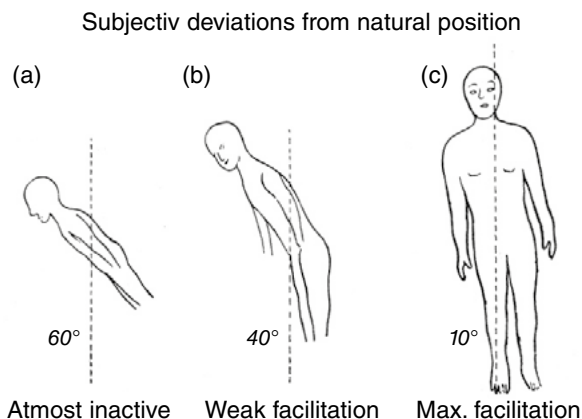 Subjectiv deviations from natural position
(a) (b) (c)
60° 40° 10°
Atmost inactive Weak facilitation Max. facilitation